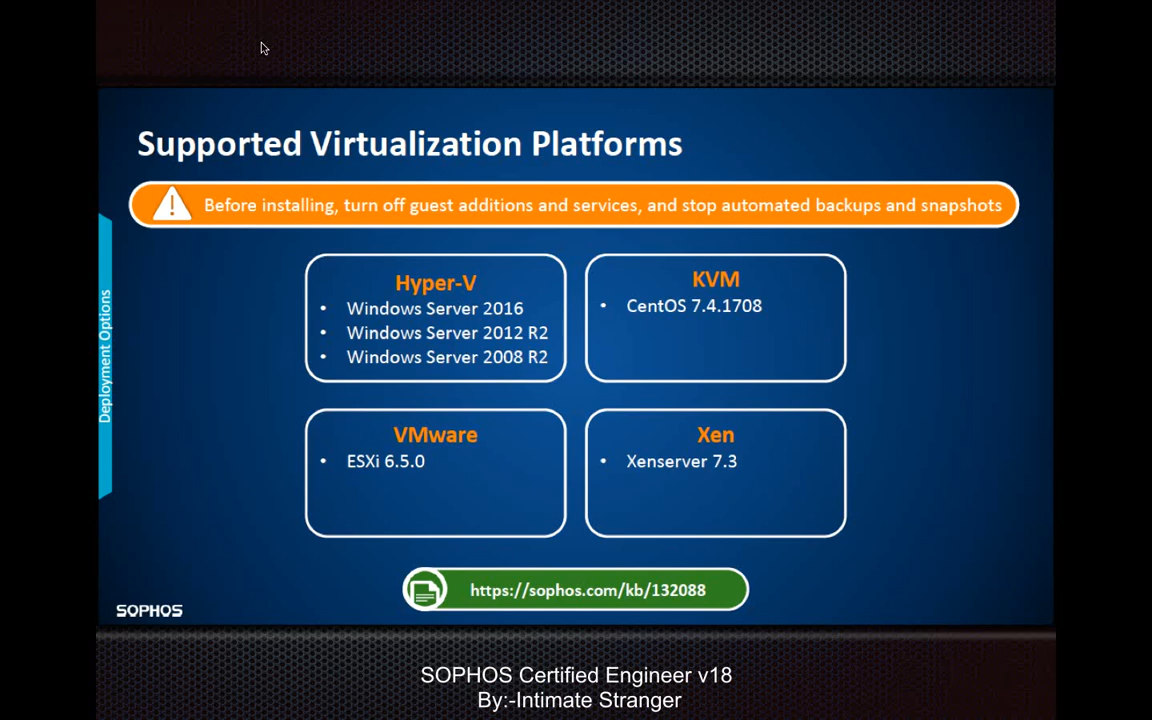 Supported Virtualization Platforms
Before installing, turn off guest additions and services, and stop automated backups and snapshots
Deployment Options
Hyper-V
• Windows Server 2016
• Windows Server 2012 R2
• Windows Server 2008 R2
KVM
• CentOS 7.4.1708
VMware
• ESXi 6.5.0
Xen
• Xenserver 7.3
https://sophos.com/kb/132088
SOPHOS
SOPHOS Certified Engineer v18
By:-Intimate Stranger